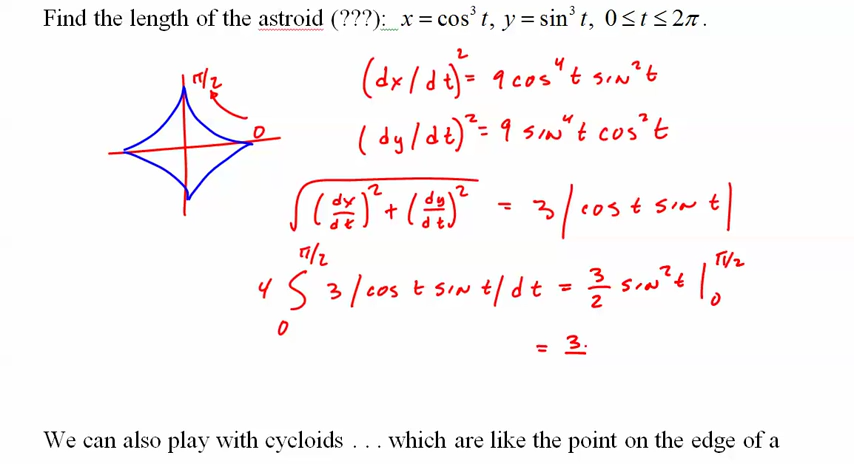 Find the length of the astroid (???): x = cos³ t, y = sin³ t, 0 ≤ t ≤ 2π.
π/2
0
(dx/dt)² = 9 cos⁴ t sin² t
(dy/dt)² = 9 sin⁴ t cos² t
√((dx/dt)² + (dy/dt)²) = 3 |cos t sin t|
4 ∫₀^(π/2) 3 |cos t sin t| dt = 3/2 sin² t |₀^(π/2)
= 3
We can also play with cycloids . . . which are like the point on the edge of a